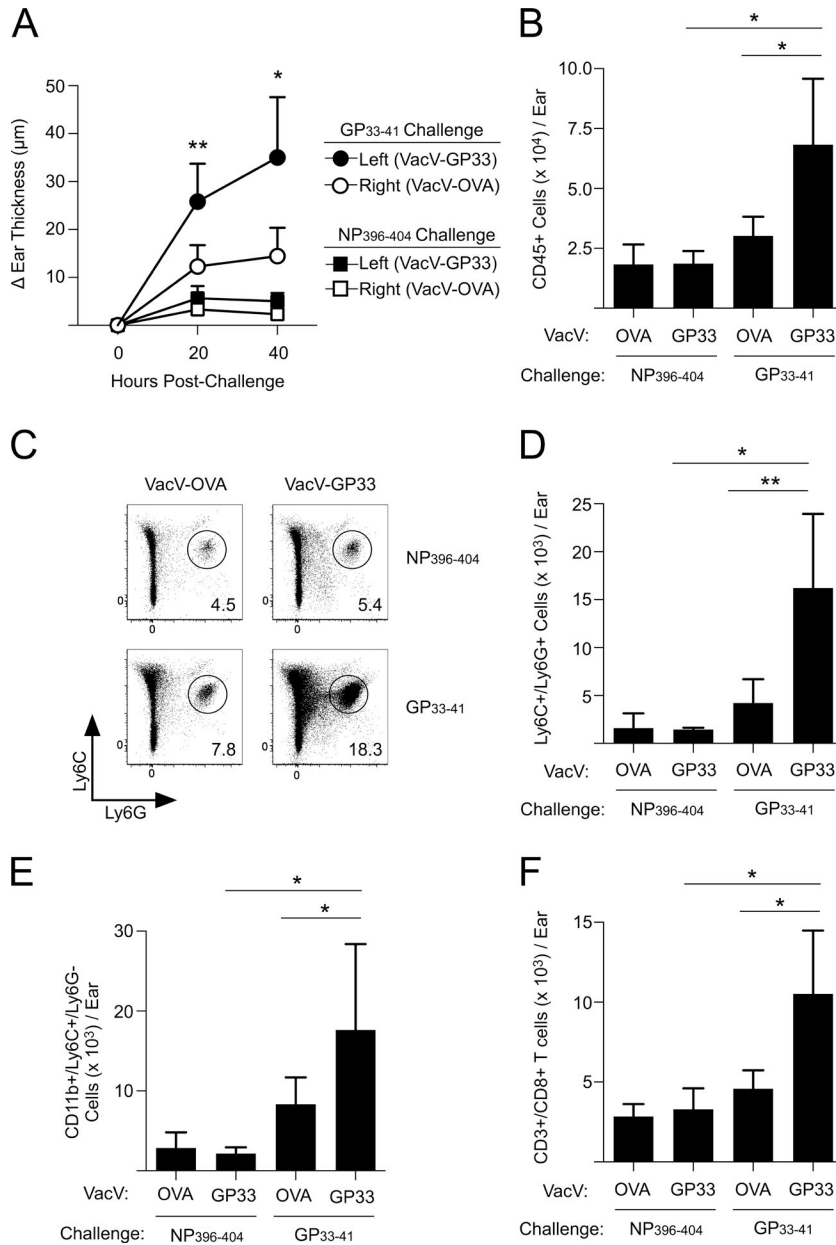 A
Δ Ear Thickness (µm)
50
40
30
20
10
0
20
40
Hours Post-Challenge
**
*
GP33-41 Challenge
Left (VacV-GP33)
Right (VacV-OVA)
NP396-404 Challenge
Left (VacV-GP33)
Right (VacV-OVA)
B
*
*
CD45+ Cells (x 10⁴) / Ear
10.0
7.5
5.0
2.5
VacV: OVA GP33 OVA GP33
Challenge: NP396-404 GP33-41
C
VacV-OVA VacV-GP33
0 4.5 0 5.4 NP396-404
0 0
0 7.8 0 18.3 GP33-41
0 0
Ly6C
Ly6G
D
*
**
Ly6C+/Ly6G+ Cells (x 10³) / Ear
25
20
15
10
5
VacV: OVA GP33 OVA GP33
Challenge: NP396-404 GP33-41
E
*
*
CD11b+/Ly6C+/Ly6G-
Cells (x 10³) / Ear
30
20
10
VacV: OVA GP33 OVA GP33
Challenge: NP396-404 GP33-41
F
*
*
CD3+/CD8+ T cells (x 10³) / Ear
15
10
5
VacV: OVA GP33 OVA GP33
Challenge: NP396-404 GP33-41